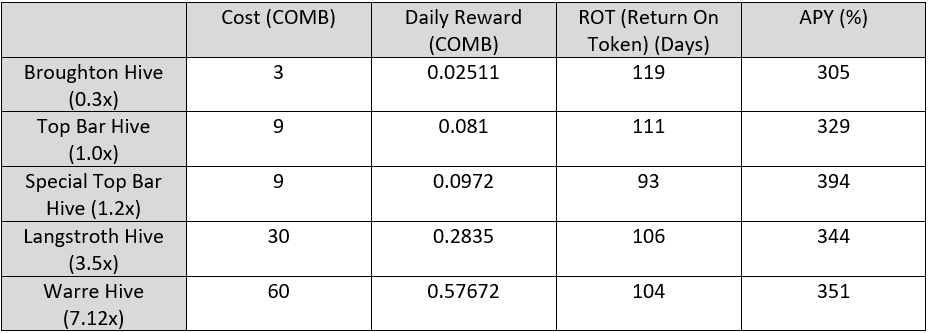 Cost (COMB) Daily Reward (COMB) ROT (Return On Token) (Days) APY (%)
Broughton Hive (0.3x) 3 0.02511 119 305
Top Bar Hive (1.0x) 9 0.081 111 329
Special Top Bar Hive (1.2x) 9 0.0972 93 394
Langstroth Hive (3.5x) 30 0.2835 106 344
Warre Hive (7.12x) 60 0.57672 104 351